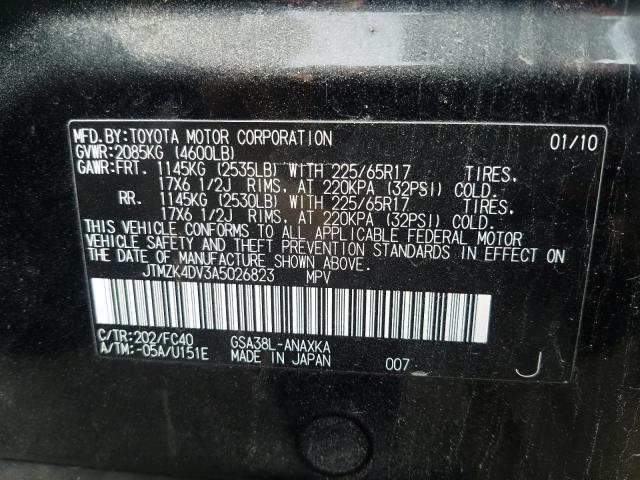 MFD.BY:TOYOTA MOTOR CORPORATION 01/10
GVWR:2085KG (4600LB)
GAWR:FRT. 1145KG (2535LB) WITH 225/65R17 TIRES.
17X6 1/2J RIMS, AT 220KPA (32PSI) COLD.
RR. 1145KG (2530LB) WITH 225/65R17 TIRES.
17X6 1/2J RIMS, AT 220KPA (32PSI) COLD.
THIS VEHICLE CONFORMS TO ALL APPLICABLE FEDERAL MOTOR
VEHICLE SAFETY AND THEFT PREVENTION STANDARDS IN EFFECT ON
THE DATE OF MANUFACTURE SHOWN ABOVE.
JTMZK4DV3A5026823 MPV
C/TR:202/FC40 GSA38L-ANAXKA
A/TM:-05A/U151E MADE IN JAPAN 007 J